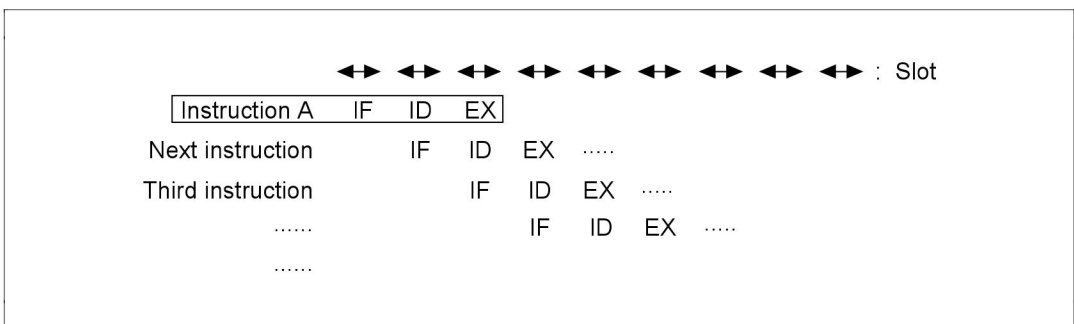 : Slot
Instruction A IF ID EX
Next instruction IF ID EX .....
Third instruction IF ID EX .....
...... IF ID EX .....
......